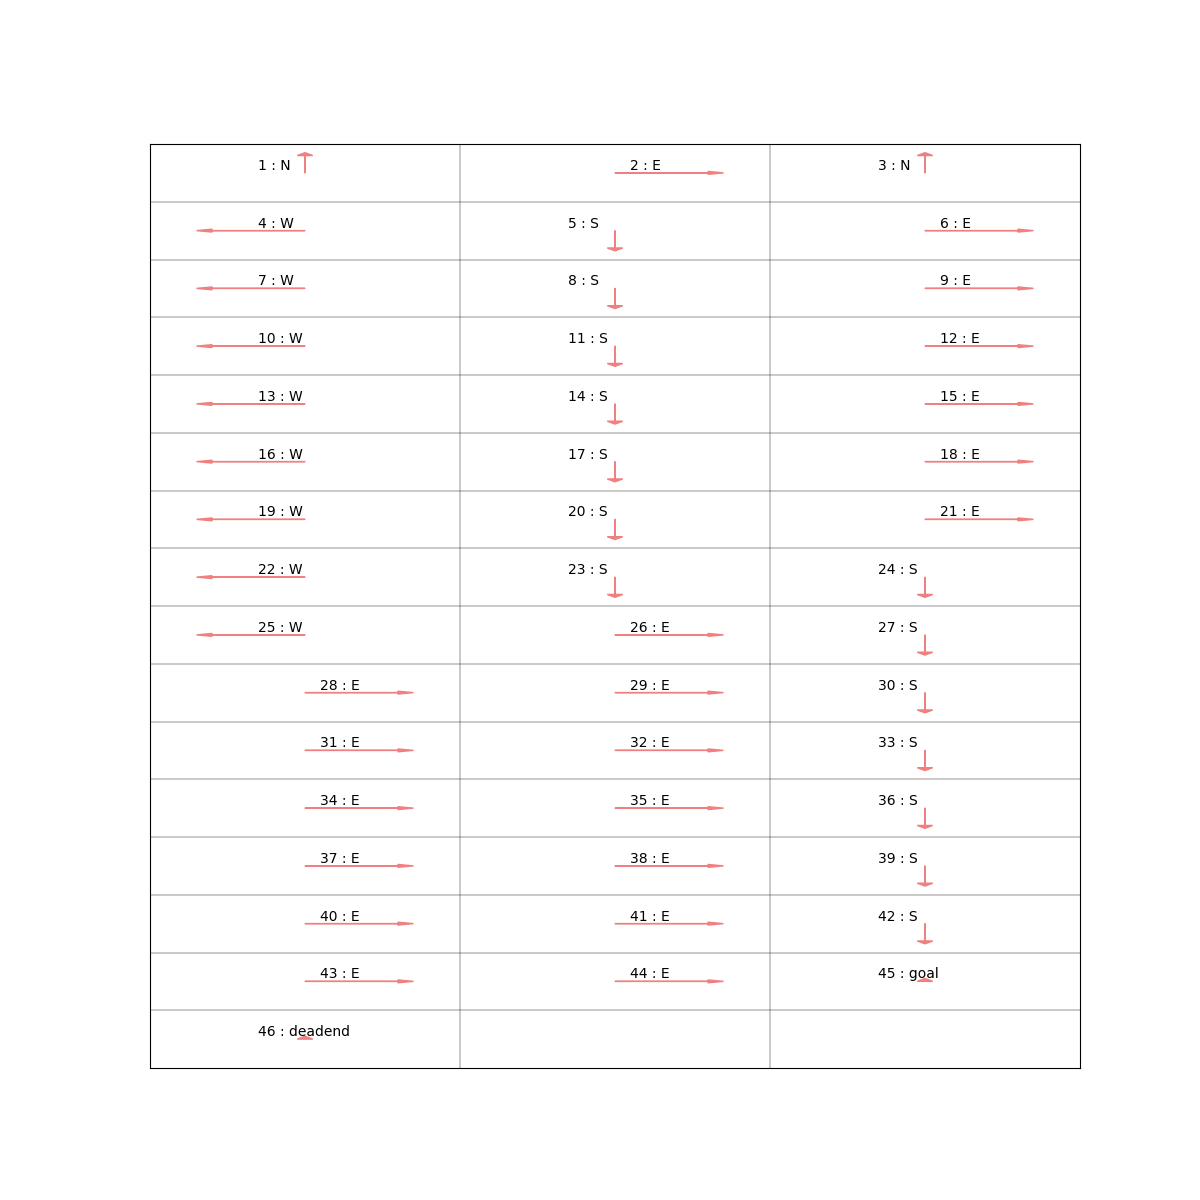 1 : N
2 : E
3 : N
4 : W
5 : S
6 : E
7 : W
8 : S
9 : E
10 : W
11 : S
12 : E
13 : W
14 : S
15 : E
16 : W
17 : S
18 : E
19 : W
20 : S
21 : E
22 : W
23 : S
24 : S
25 : W
26 : E
27 : S
28 : E
29 : E
30 : S
31 : E
32 : E
33 : S
34 : E
35 : E
36 : S
37 : E
38 : E
39 : S
40 : E
41 : E
42 : S
43 : E
44 : E
45 : goal
46 : deadend